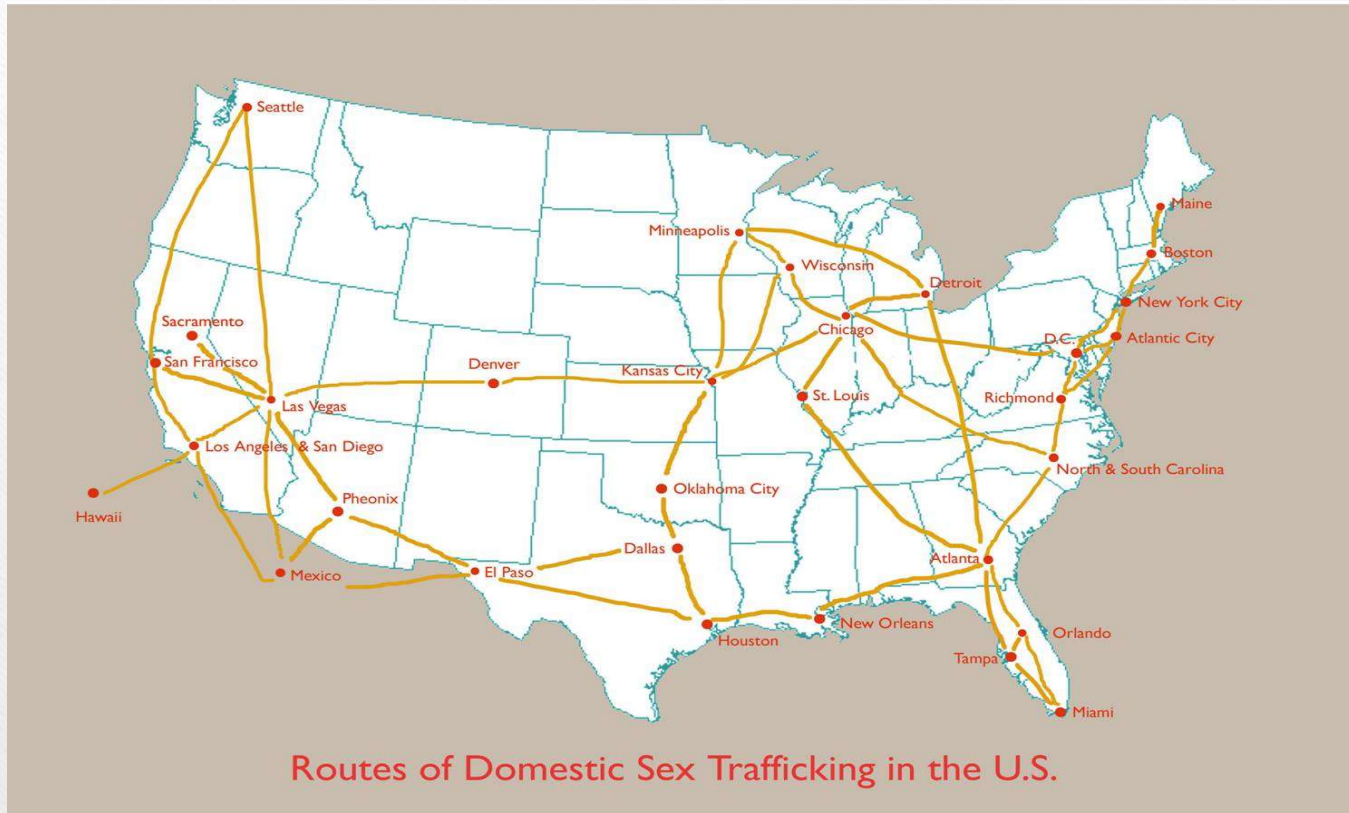 Seattle
Maine
Minneapolis
Boston
Wisconsin
Detroit
New York City
Sacramento
Chicago
D.C.
Atlantic City
San Francisco
Denver
Kansas City
St. Louis
Richmond
Las Vegas
Los Angeles & San Diego
North & South Carolina
Oklahoma City
Pheonix
Hawaii
Dallas
Atlanta
Mexico
El Paso
New Orleans
Orlando
Houston
Tampa
Miami
Routes of Domestic Sex Trafficking in the U.S.